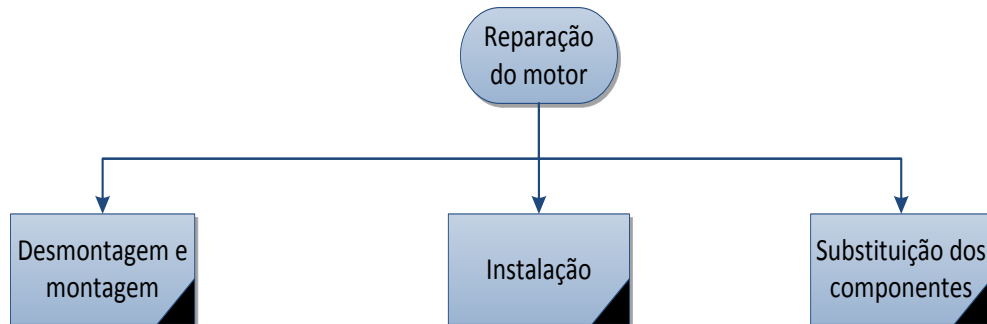 Reparação
do motor
Desmontagem e
montagem
Instalação
Substituição dos
componentes